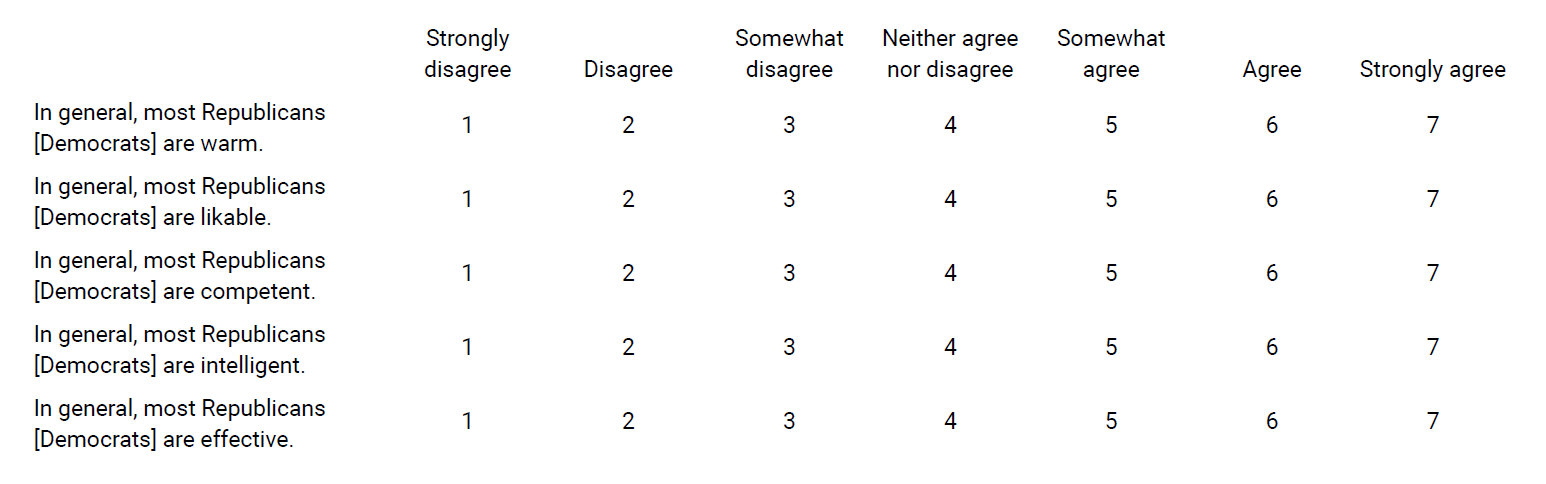 Strongly disagree
Disagree
Somewhat disagree
Neither agree nor disagree
Somewhat agree
Agree
Strongly agree
In general, most Republicans
[Democrats] are warm.
1 2 3 4 5 6 7
In general, most Republicans
[Democrats] are likable.
1 2 3 4 5 6 7
In general, most Republicans
[Democrats] are competent.
1 2 3 4 5 6 7
In general, most Republicans
[Democrats] are intelligent.
1 2 3 4 5 6 7
In general, most Republicans
[Democrats] are effective.
1 2 3 4 5 6 7